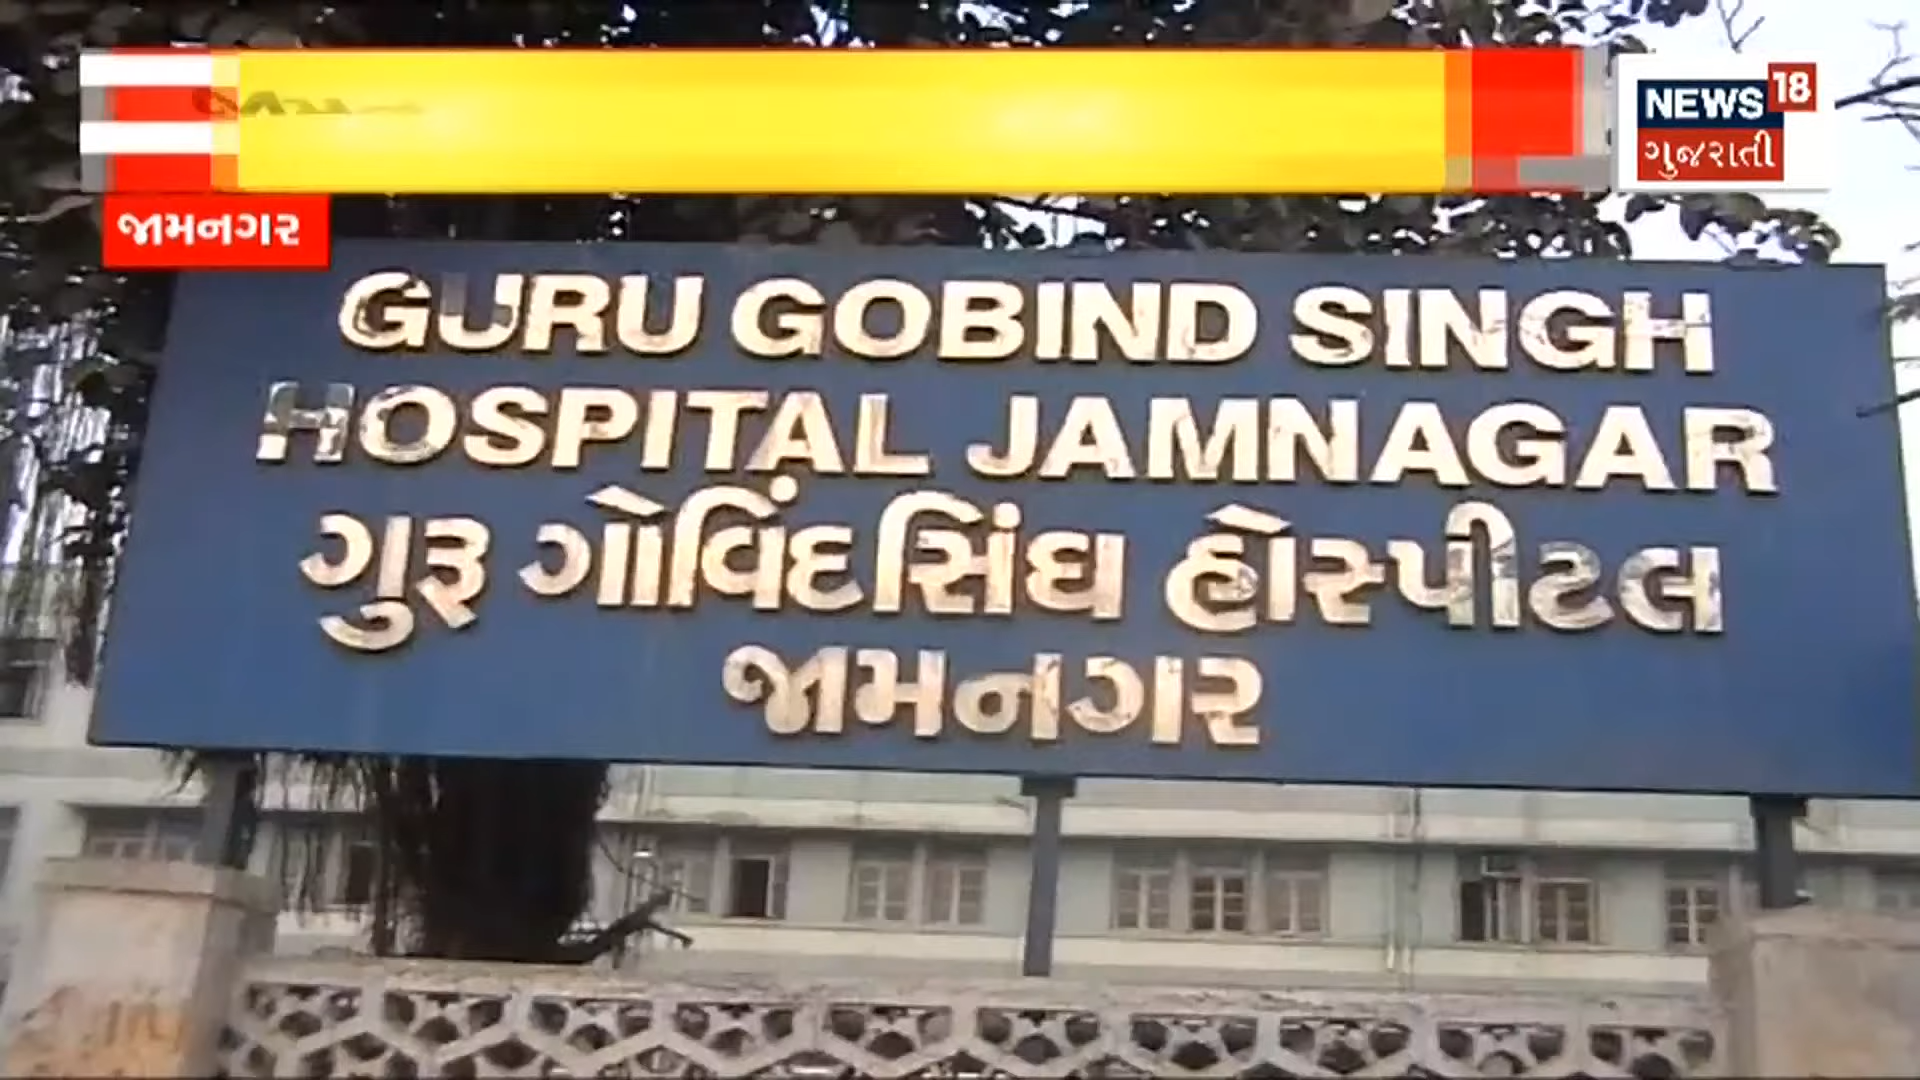 NEWS 18
ગુજરાતી
જામનગર
GURU GOBIND SINGH
HOSPITAL JAMNAGAR
ગુરૂ ગોવિંદસિંઘ હોસ્પીટલ
જામનગર